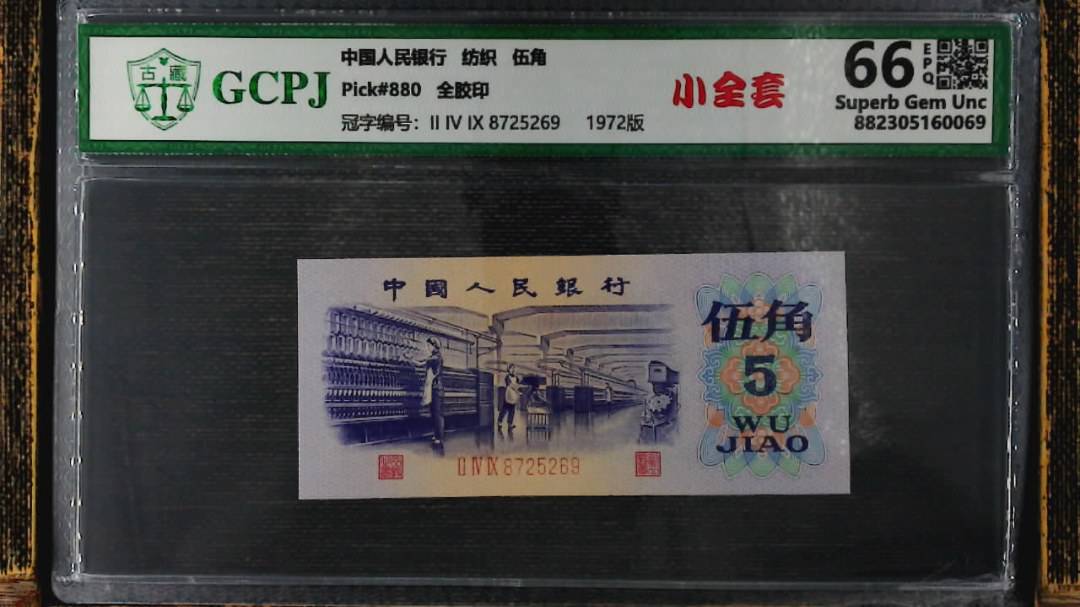 中国人民银行 纺织 伍角
古藏
GCPJ
Pick#880 全胶印
小全套
66
EPQ
Superb Gem Unc
冠字编号: II IV IX 8725269 1972版
882305160069
中國人民銀行
伍角
5
WU
JIAO
II IV IX 8725269